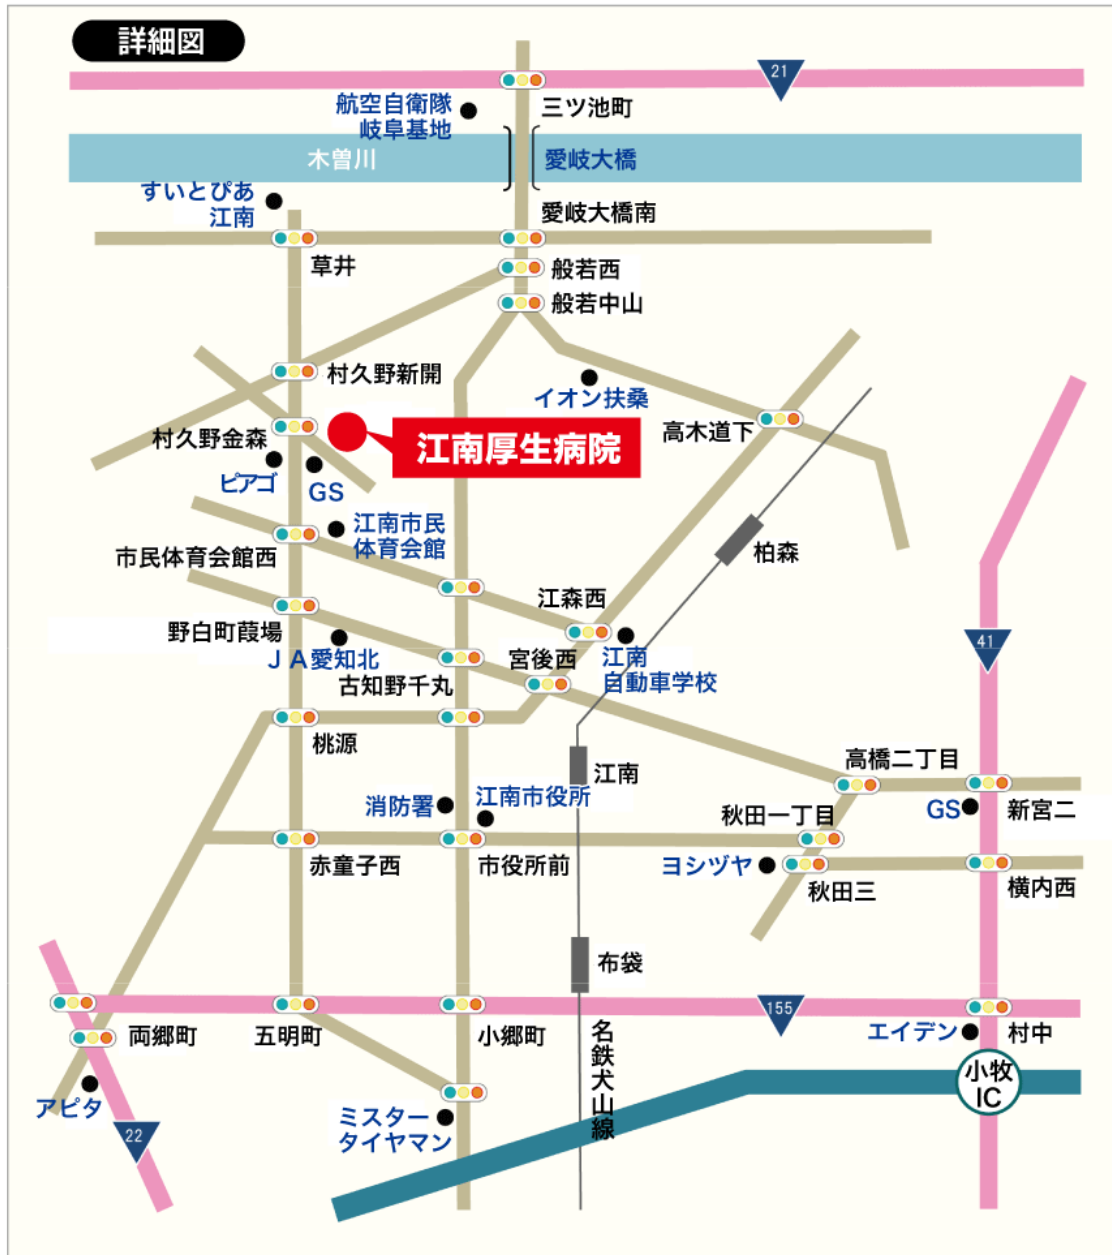 詳細図
21
航空自衛隊
岐阜基地
三ツ池町
木曽川
愛岐大橋
すいとぴあ
江南
愛岐大橋南
草井
般若西
般若中山
村久野新開
イオン扶桑
高木道下
村久野金森
江南厚生病院
ピアゴ
GS
江南市民
体育会館
市民体育会館西
柏森
江森西
野白町葭場
JA愛知北
宮後西
江南
自動車学校
41
古知野千丸
桃源
江南
高橋二丁目
消防署
江南市役所
秋田一丁目
GS
新宮二
赤童子西
市役所前
ヨシヅヤ
秋田三
横内西
布袋
両郷町
五明町
小郷町
155
エイデン
村中
名鉄犬山線
小牧
IC
アピタ
22
ミスター
タイヤマン